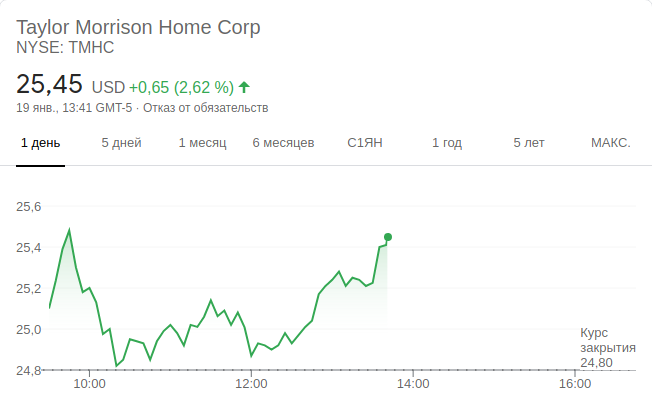 Taylor Morrison Home Corp
NYSE: TMHC
25,45 USD +0,65 (2,62 %)
19 янв., 13:41 GMT-5 · Отказ от обязательств
1 день 5 дней 1 месяц 6 месяцев С1ЯН 1 год 5 лет МАКС.
25,6
25,4
25,2
25,0
24,8
Курс
закрытия
24,80
10:00 12:00 14:00 16:00